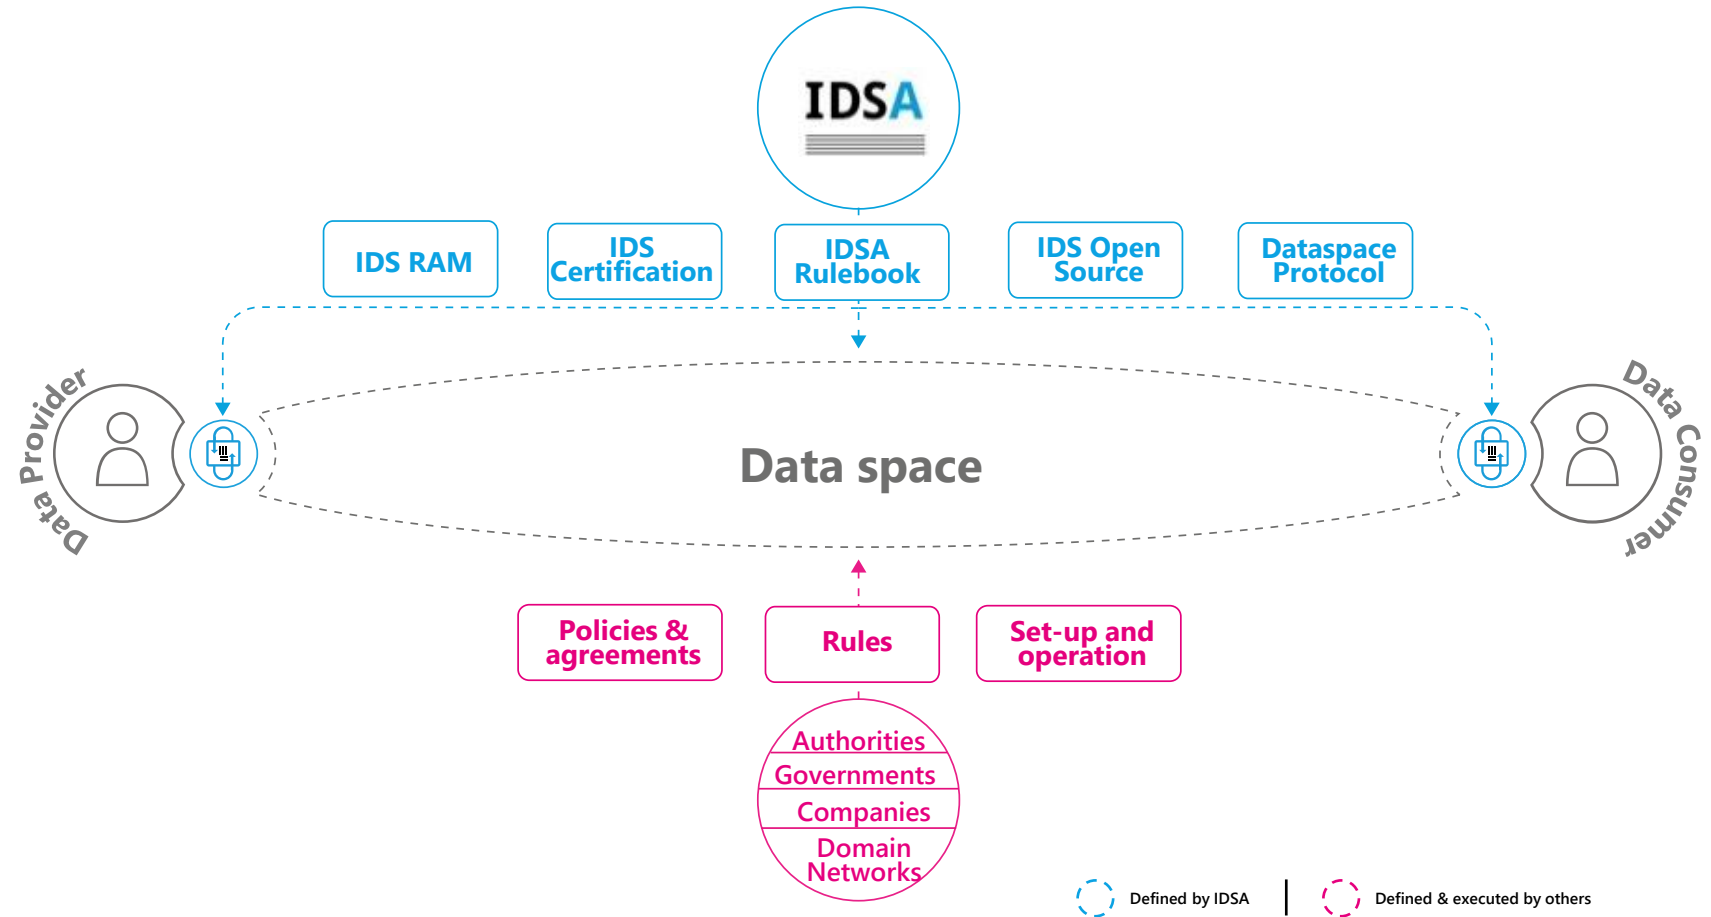 IDSA
IDS RAM
IDS
Certification
IDSA
Rulebook
IDS Open
Source
Dataspace
Protocol
Data Provider
Data space
Data Consumer
Policies &
agreements
Rules
Set-up and
operation
Authorities
Governments
Companies
Domain
Networks
Defined by IDSA
Defined & executed by others